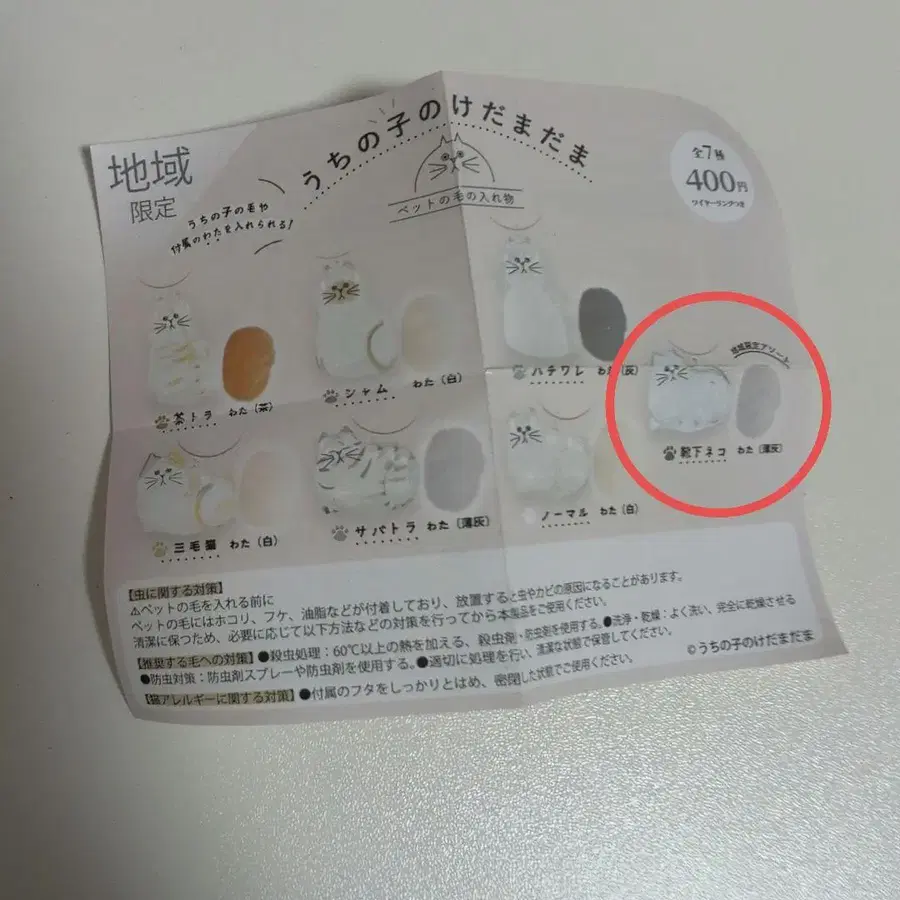 地域
限定
うちの子のけだまだま
ペットの毛の入れ物
うちの子の毛や
付属のわたを入れられる!
全7種
400円
ワイヤーリングつき
茶トラ わた(茶)
シャム わた(白)
ハチワレ わた(灰)
地域限定アソート
靴下ネコ わた(薄灰)
三毛猫 わた(白)
サバトラ わた(薄灰)
ノーマル わた(白)
【虫に関する対策】
⚠ペットの毛を入れる前に
ペットの毛にはホコリ、フケ、油脂などが付着しており、放置すると虫やカビの原因になることがあります。
清潔に保つため、必要に応じて以下方法などの対策を行ってから本製品をご使用ください。
【推奨する毛への対策】●殺虫処理:60℃以上の熱を加える、殺虫剤・防虫剤を使用する。●洗浄・乾燥:よく洗い、完全に乾燥させる
●防虫対策:防虫剤スプレーや防虫剤を使用する。●適切に処理を行い、清潔な状態で保管してください。
【猫アレルギーに関する対策】●付属のフタをしっかりとはめ、密閉した状態でご使用ください。
©うちの子のけだまだま